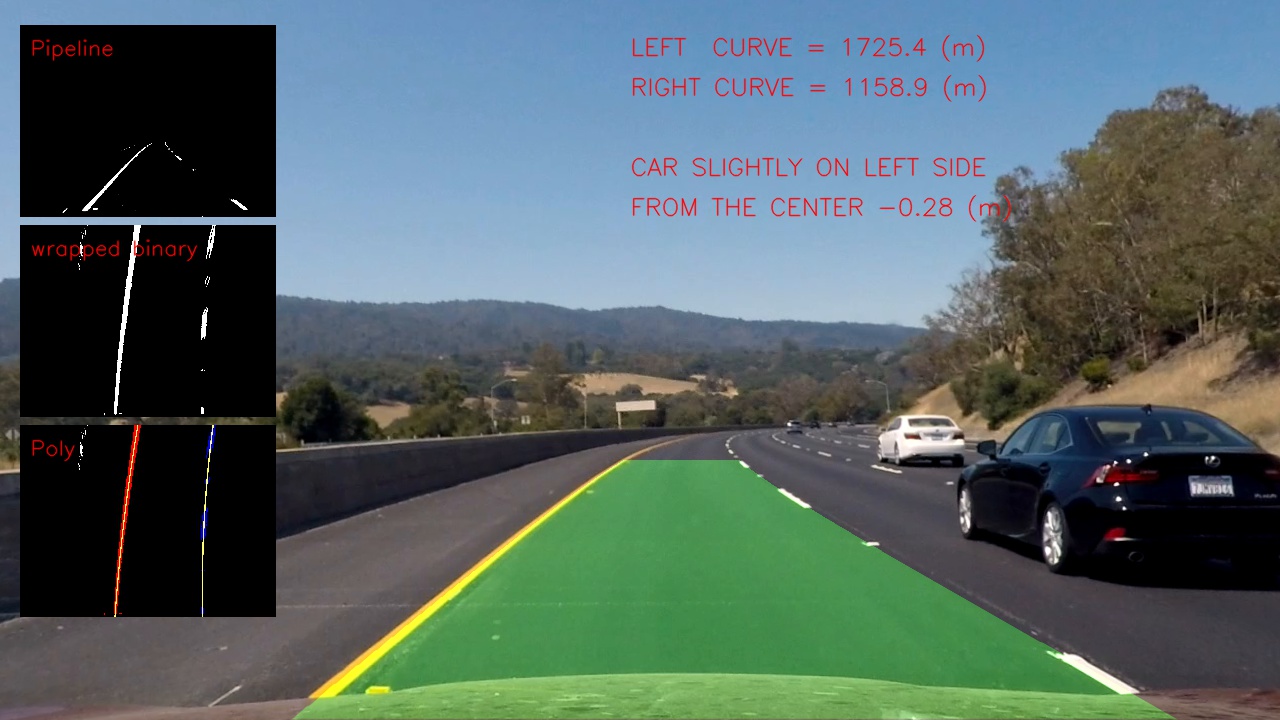 Pipeline
LEFT CURVE = 1725.4 (m)
RIGHT CURVE = 1158.9 (m)
CAR SLIGHTLY ON LEFT SIDE
FROM THE CENTER -0.28 (m)
wrapped binary
Poly